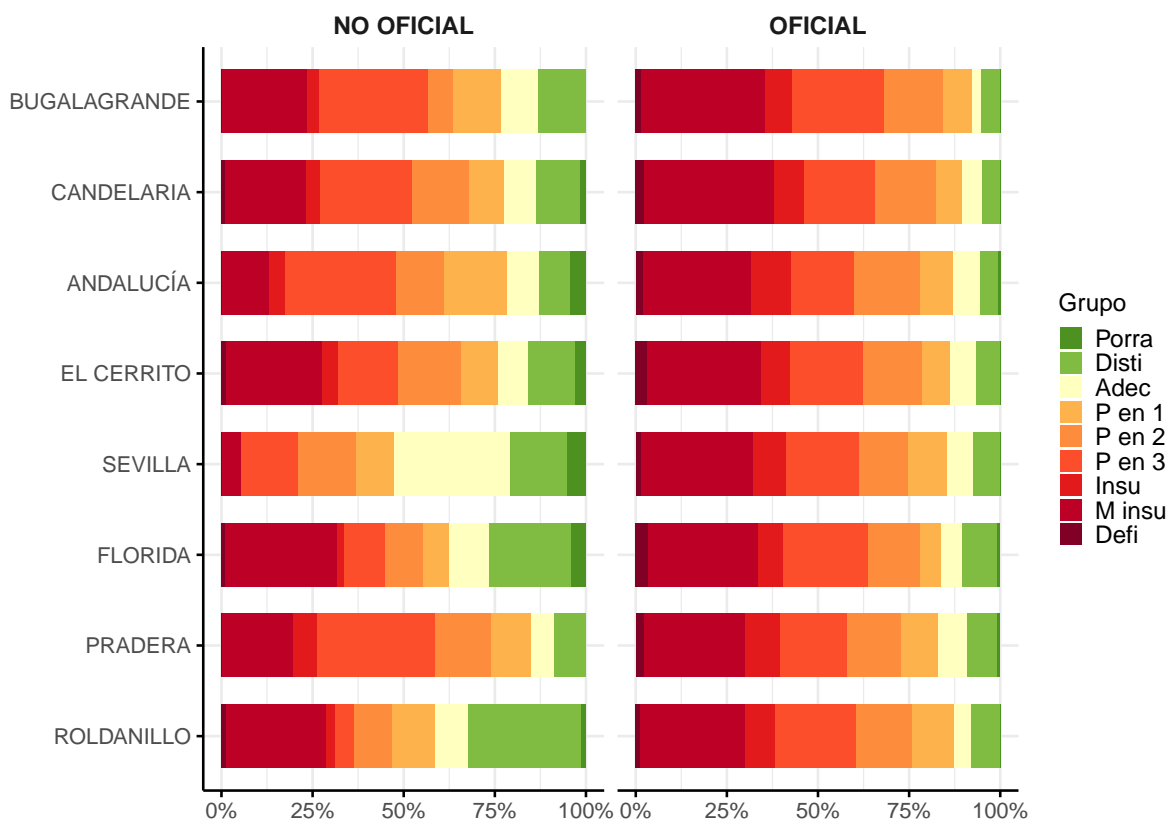 NO OFICIAL OFICIAL
BUGALAGRANDE
CANDELARIA
ANDALUCÍA
EL CERRITO
SEVILLA
FLORIDA
PRADERA
ROLDANILLO
0% 25% 50% 75% 100% 0% 25% 50% 75% 100%
Grupo
Porra
Disti
Adec
P en 1
P en 2
P en 3
Insu
M insu
Defi